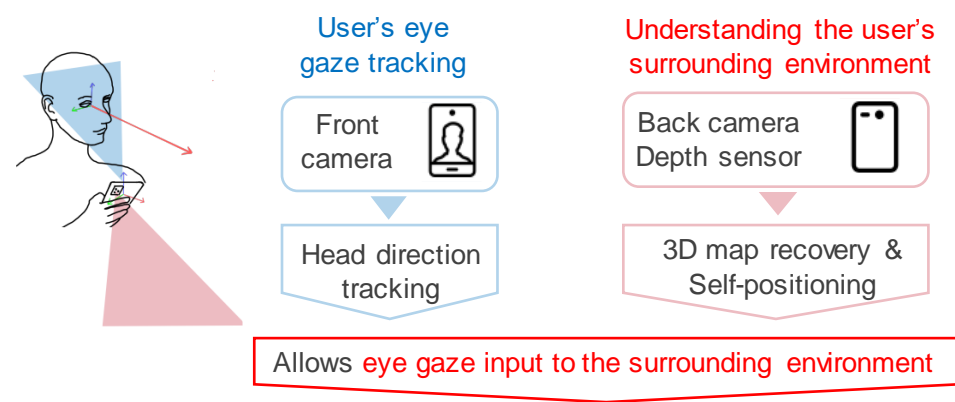 User's eye
gaze tracking
Understanding the user's
surrounding environment
Front
camera
Back camera
Depth sensor
Head direction
tracking
3D map recovery &
Self-positioning
Allows eye gaze input to the surrounding environment